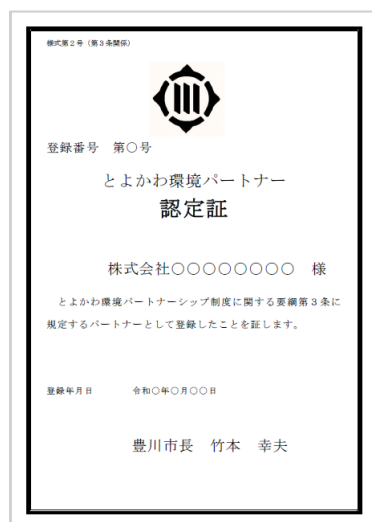 様式第２号（第３条関係）
登録番号　第○号
とよかわ環境パートナー
認定証
株式会社○○○○○○○○　様
　とよかわ環境パートナーシップ制度に関する要綱第３条に
規定するパートナーとして登録したことを証します。
登録年月日　　　令和○年○月○○日
豊川市長　竹本　幸夫